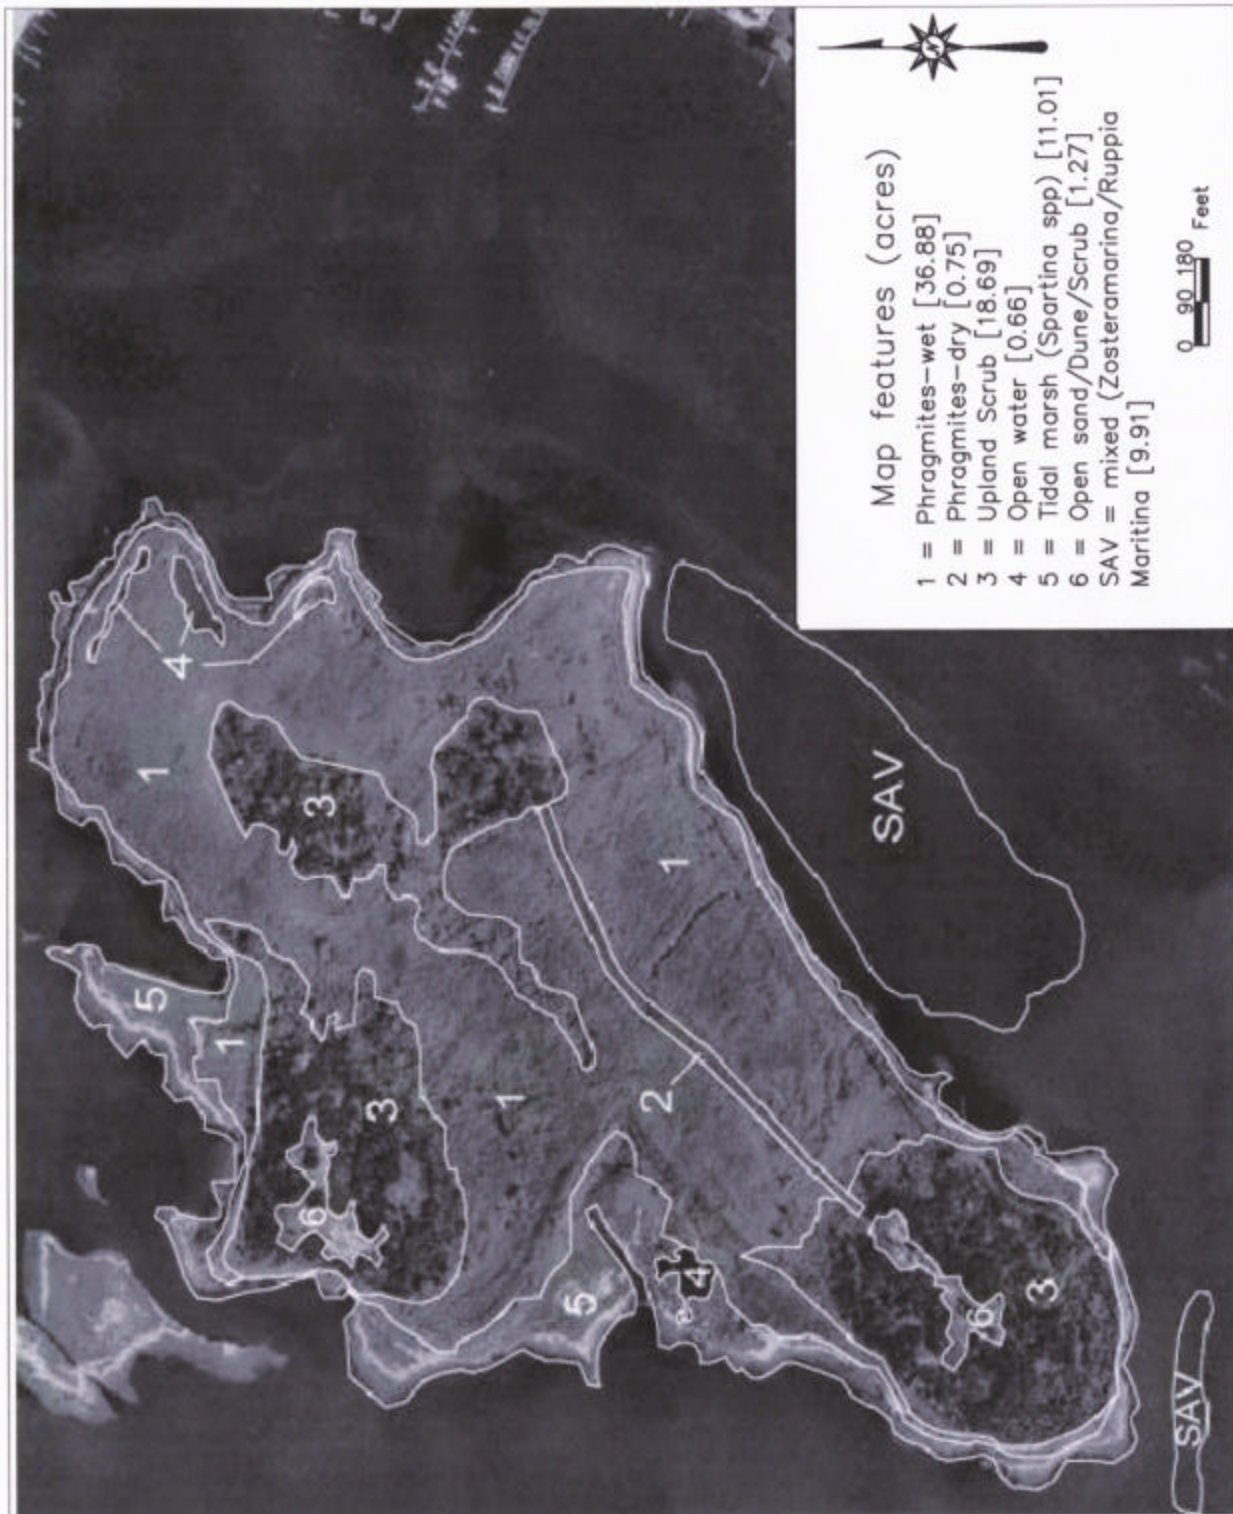 Map features (acres)
1 = Phragmites-wet [36.88]
2 = Phragmites-dry [0.75]
3 = Upland Scrub [18.69]
4 = Open water [0.66]
5 = Tidal marsh (Spartina spp) [11.01]
6 = Open sand/Dune/Scrub [1.27]
SAV = mixed (Zosteramarina/Ruppia
Maritina [9.91]
0 90 180 Feet
N
5
1
6
3
1
3
1
4
5
4
2
1
SAV
6
3
SAV